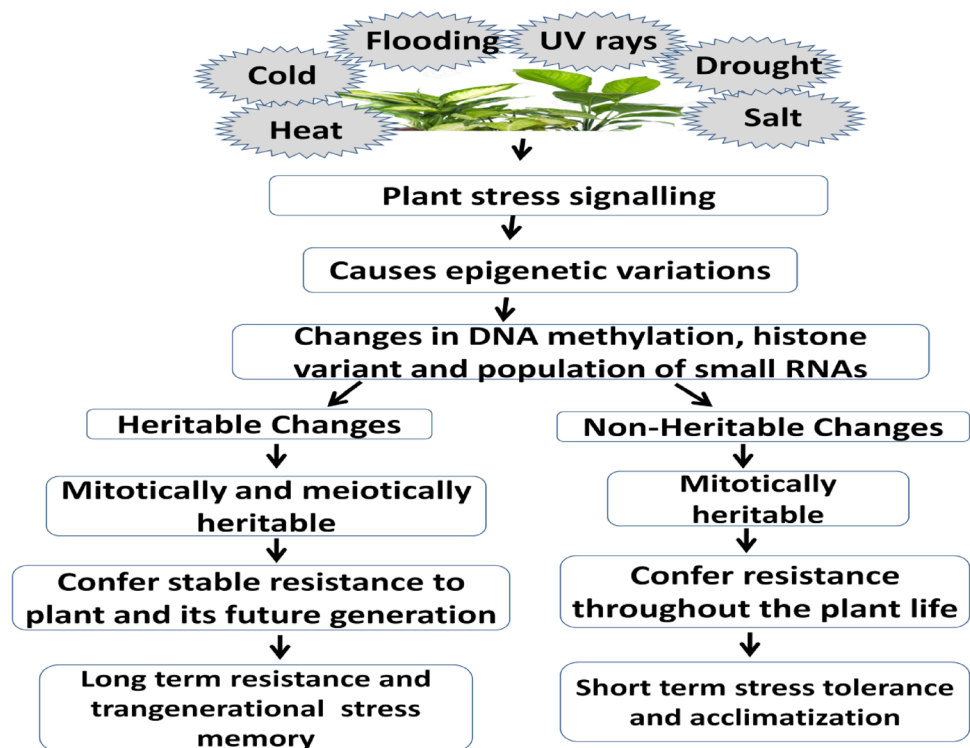 Flooding
UV rays
Cold
Drought
Heat
Salt
Plant stress signalling
Causes epigenetic variations
Changes in DNA methylation, histone
variant and population of small RNAs
Heritable Changes
Non-Heritable Changes
Mitotically and meiotically
heritable
Mitotically
heritable
Confer stable resistance to
plant and its future generation
Confer resistance
throughout the plant life
Long term resistance and
trangenerational stress
memory
Short term stress tolerance
and acclimatization